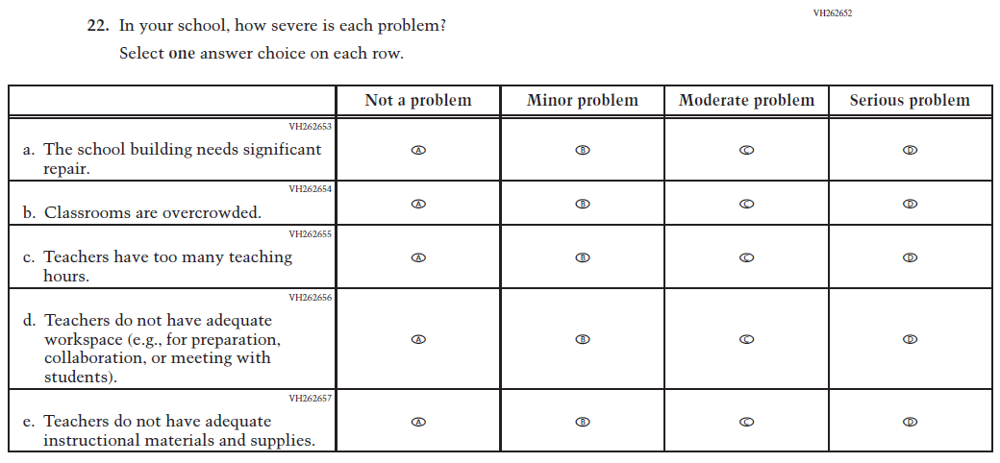 VH262652
22. In your school, how severe is each problem?
Select one answer choice on each row.
Not a problem Minor problem Moderate problem Serious problem
VH262653
a. The school building needs significant
repair.
A B C D
VH262654
b. Classrooms are overcrowded.
A B C D
VH262655
c. Teachers have too many teaching
hours.
A B C D
VH262656
d. Teachers do not have adequate
workspace (e.g., for preparation,
collaboration, or meeting with
students).
A B C D
VH262657
e. Teachers do not have adequate
instructional materials and supplies.
A B C D